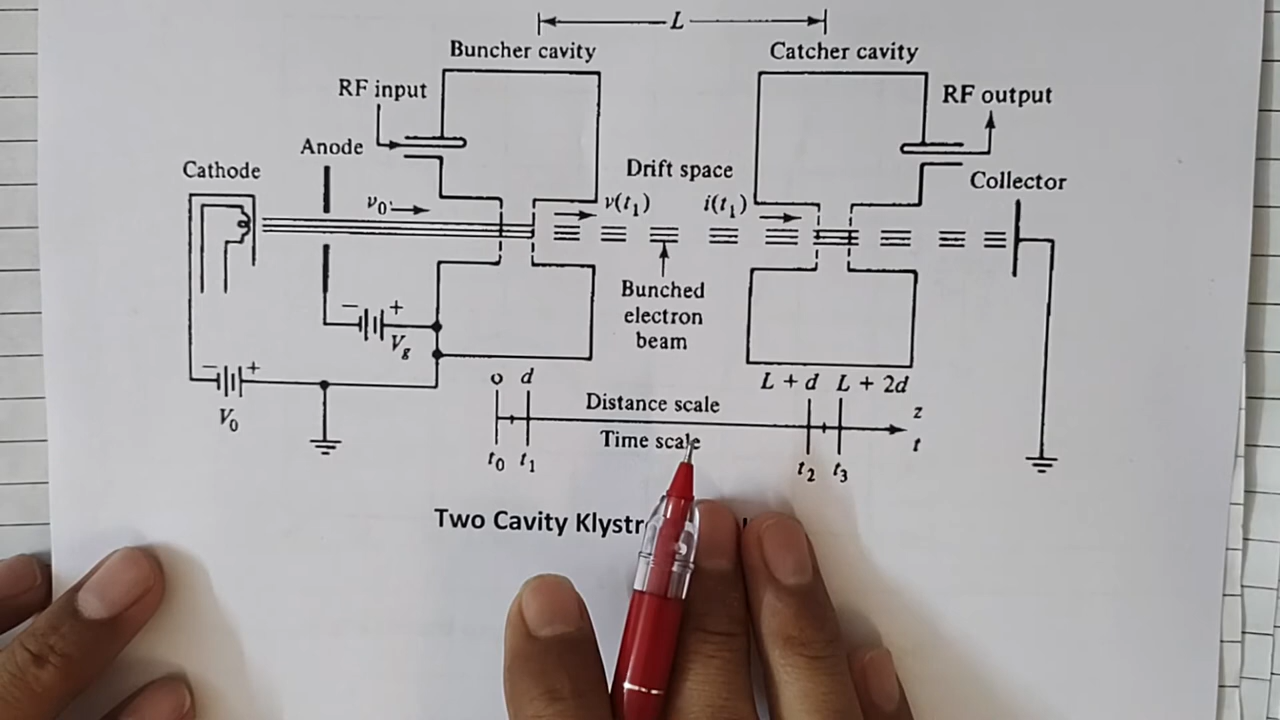 L
Buncher cavity
Catcher cavity
RF input
RF output
Anode
Cathode
Drift space
Collector
v0
v(t1)
i(t1)
Bunched
electron
beam
− +
Vg
− +
V0
o d
L + d L + 2d
Distance scale
z
Time scale
t
t0 t1
t2 t3
Two Cavity